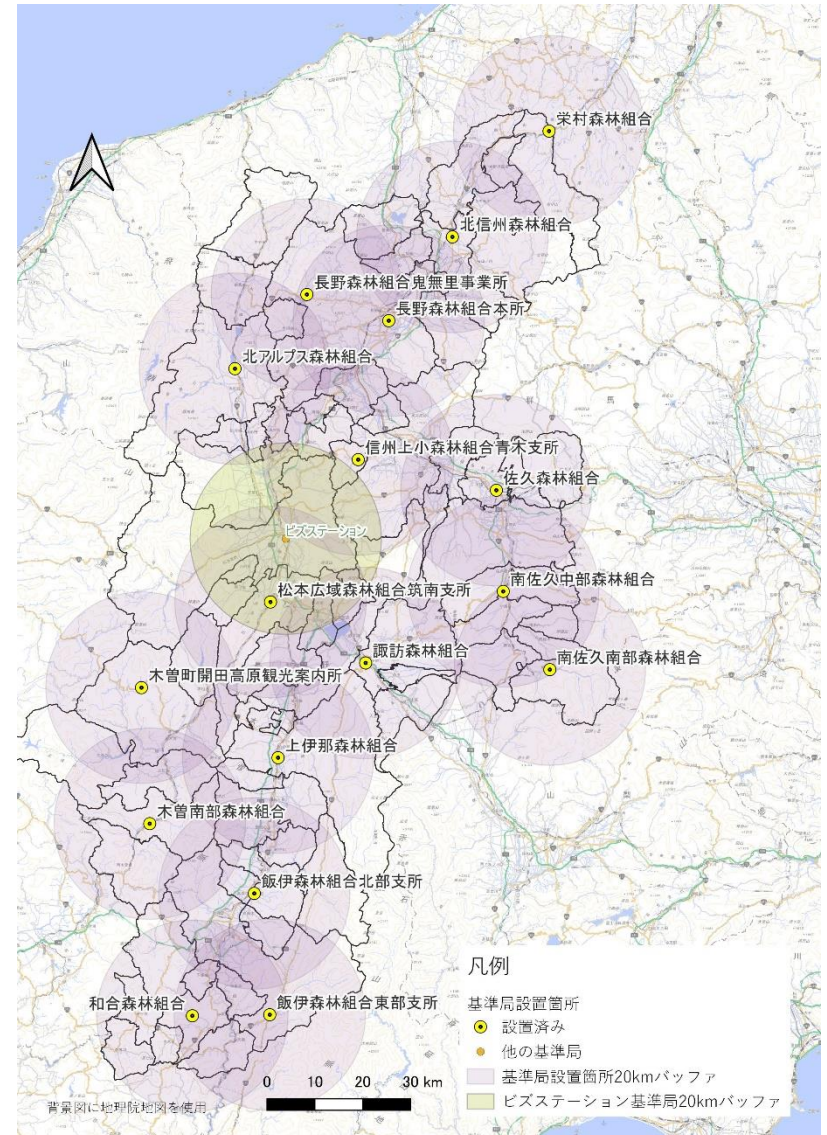 栄村森林組合
北信州森林組合
長野森林組合鬼無里事業所
長野森林組合本所
北アルプス森林組合
信州上小森林組合青木支所
佐久森林組合
ビズステーション
南佐久中部森林組合
松本広域森林組合筑南支所
諏訪森林組合
南佐久南部森林組合
木曽町開田高原観光案内所
上伊那森林組合
木曽南部森林組合
飯伊森林組合北部支所
和合森林組合
飯伊森林組合東部支所
凡例
基準局設置箇所
設置済み
他の基準局
基準局設置箇所20kmバッファ
ビズステーション基準局20kmバッファ
0 10 20 30 km
背景図に地理院地図を使用